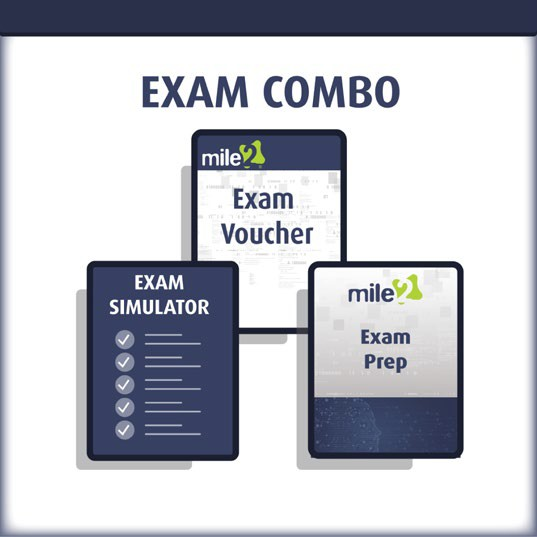 EXAM COMBO
mile2
Exam
Voucher
EXAM
SIMULATOR
mile2
Exam
Prep